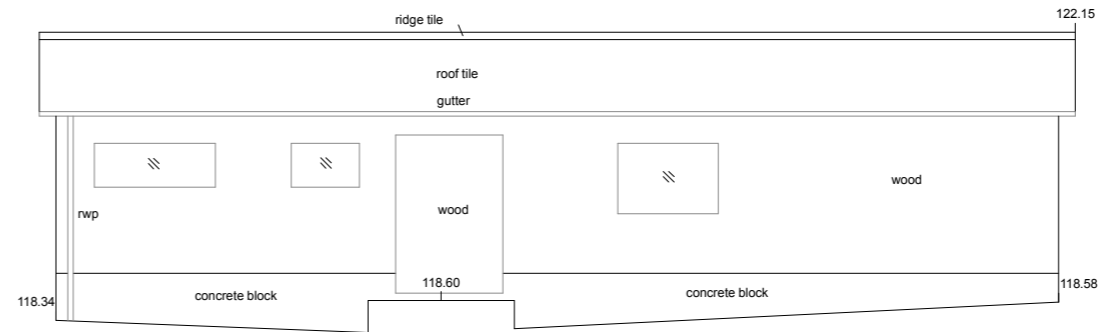 122.15
ridge tile
roof tile
gutter
wood
rwp
wood
118.60
118.58
118.34
concrete block
concrete block